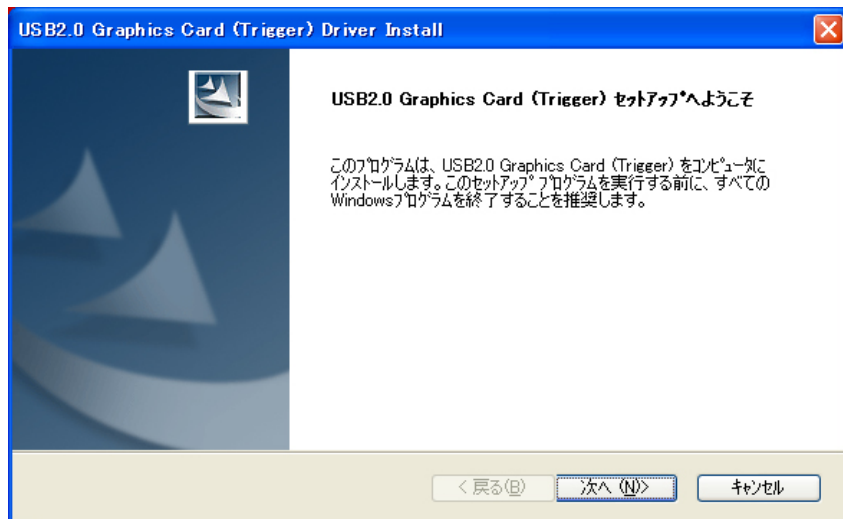 USB2.0 Graphics Card (Trigger) Driver Install
USB2.0 Graphics Card (Trigger) ｾｯﾄｱｯﾌﾟへようこそ
このﾌﾟﾛｸﾞﾗﾑは、USB2.0 Graphics Card (Trigger) をｺﾝﾋﾟｭｰﾀに
ｲﾝｽﾄｰﾙします。このｾｯﾄｱｯﾌﾟ ﾌﾟﾛｸﾞﾗﾑを実行する前に、すべての
Windowsﾌﾟﾛｸﾞﾗﾑを終了することを推奨します。
< 戻る(B)
次へ (N)>
ｷｬﾝｾﾙ